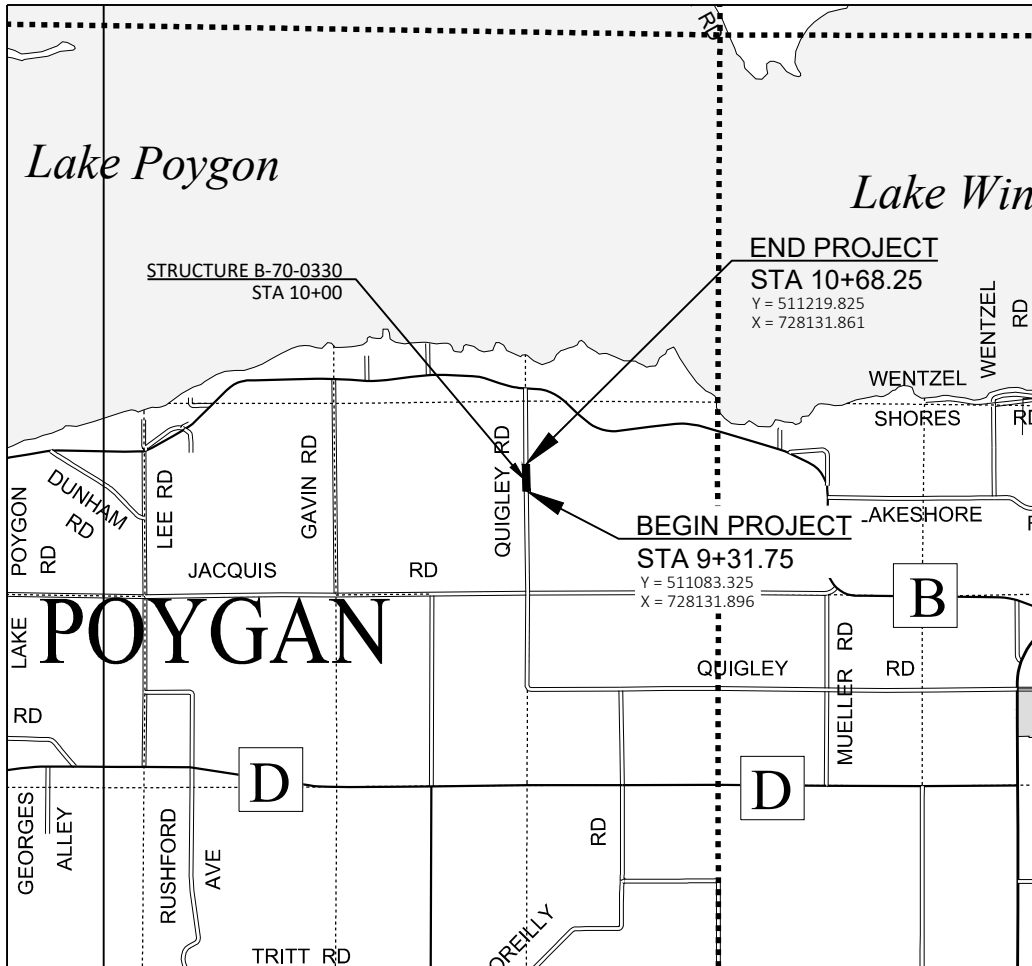 RD
Lake Poygon
Lake Win
END PROJECT
STA 10+68.25
Y = 511219.825
X = 728131.861
STRUCTURE B-70-0330
STA 10+00
WENTZEL
RD
WENTZEL
SHORES
RD
QUIGLEY RD
GAVIN RD
LEE RD
DUNHAM
RD
POYGON
RD
LAKE
BEGIN PROJECT
STA 9+31.75
Y = 511083.325
X = 728131.896
AKESHORE
JACQUIS
RD
POYGAN
B
QUIGLEY
RD
MUELLER RD
RD
D
D
GEORGES
ALLEY
RUSHFORD
AVE
RD
OREILLY
TRITT RD